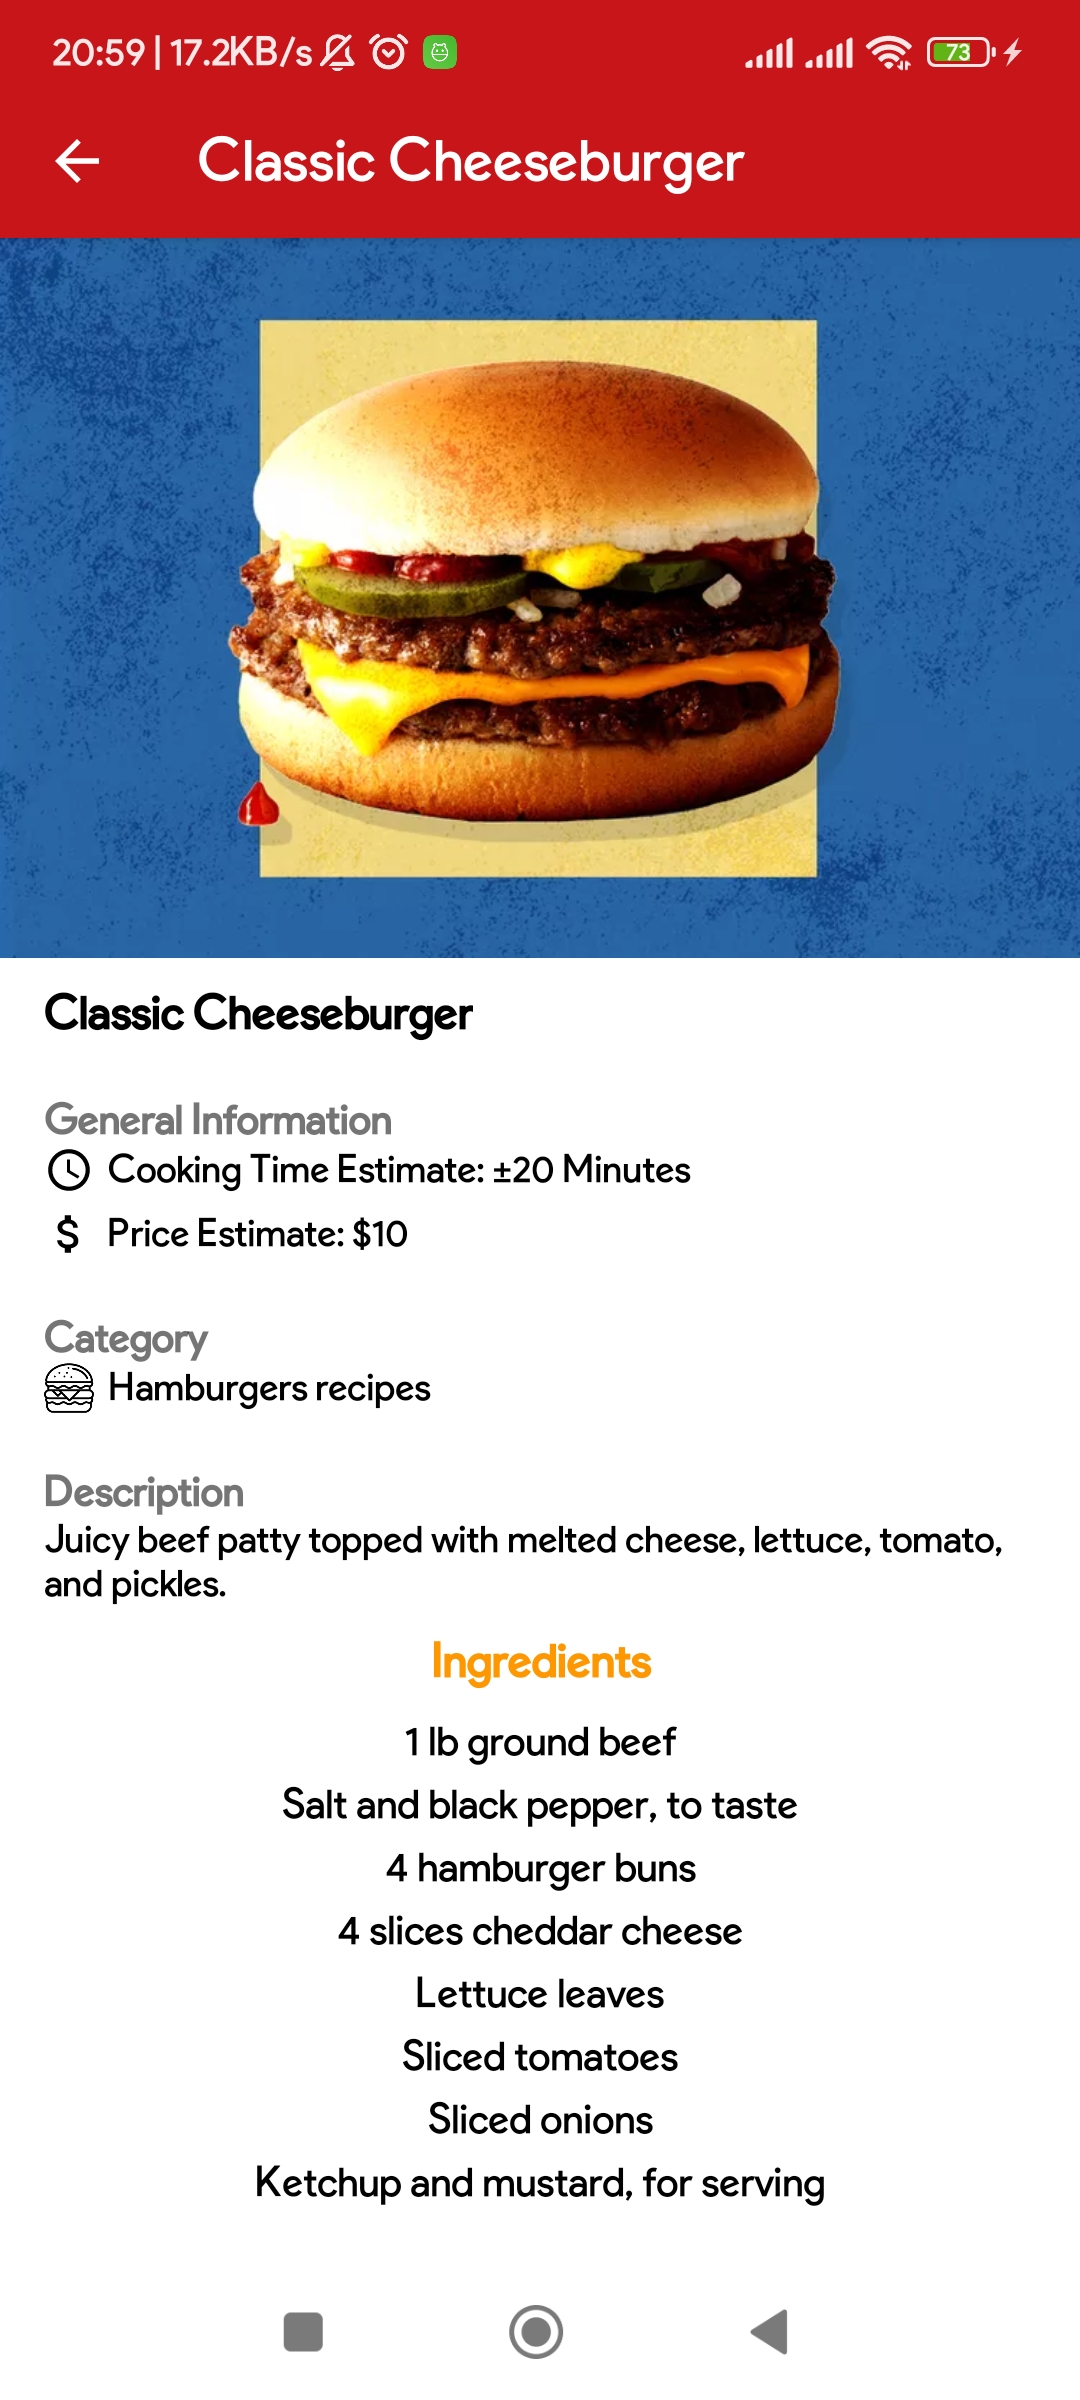 20:59 | 17.2KB/s
73
Classic Cheeseburger
Classic Cheeseburger
General Information
Cooking Time Estimate: ±20 Minutes
$ Price Estimate: $10
Category
Hamburgers recipes
Description
Juicy beef patty topped with melted cheese, lettuce, tomato,
and pickles.
Ingredients
1 lb ground beef
Salt and black pepper, to taste
4 hamburger buns
4 slices cheddar cheese
Lettuce leaves
Sliced tomatoes
Sliced onions
Ketchup and mustard, for serving